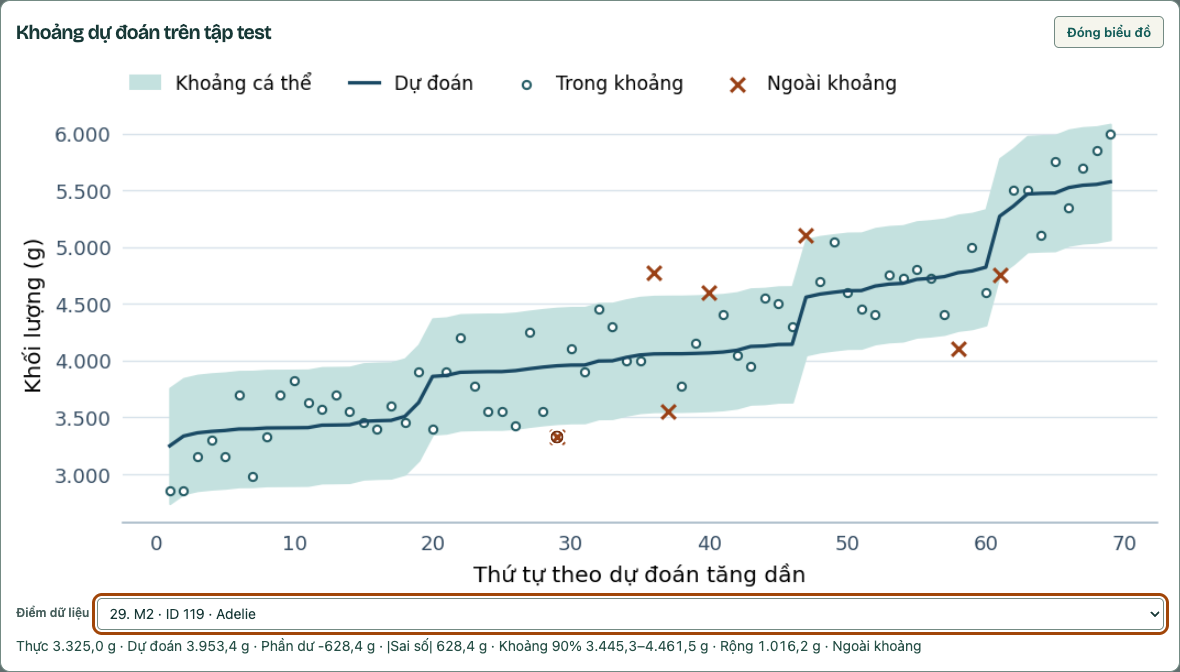 Khoảng dự đoán trên tập test
Đóng biểu đồ
Khoảng cá thể Dự đoán Trong khoảng Ngoài khoảng
6.000
5.500
5.000
4.500
4.000
3.500
3.000
Khối lượng (g)
0 10 20 30 40 50 60 70
Thứ tự theo dự đoán tăng dần
Điểm dữ liệu 29. M2 · ID 119 · Adelie
Thực 3.325,0 g · Dự đoán 3.953,4 g · Phần dư -628,4 g · |Sai số| 628,4 g · Khoảng 90% 3.445,3–4.461,5 g · Rộng 1.016,2 g · Ngoài khoảng